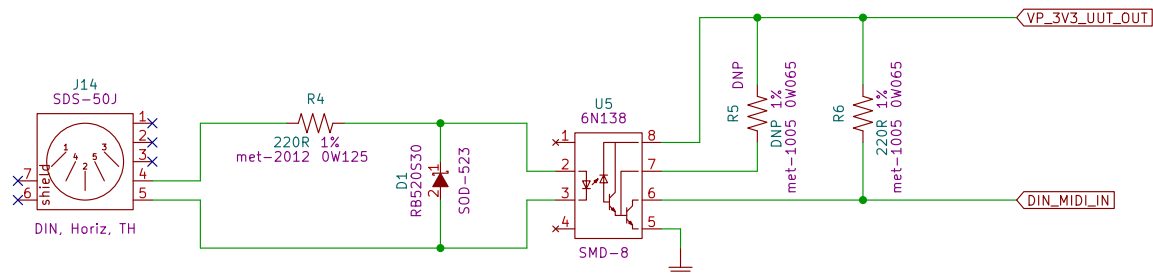 VP_3V3_UUT_OUT
J14
SDS-50J
1
2
3
4
5
7
6
shield
1
4
2
5
3
DIN, Horiz, TH
R4
220R 1%
met-2012 0W125
D1
RB520S30
SOD-523
1
2
U5
6N138
1
2
3
4
8
7
6
5
SMD-8
R5
DNP
DNP 1%
met-1005 0W065
R6
220R 1%
met-1005 0W065
DIN_MIDI_IN